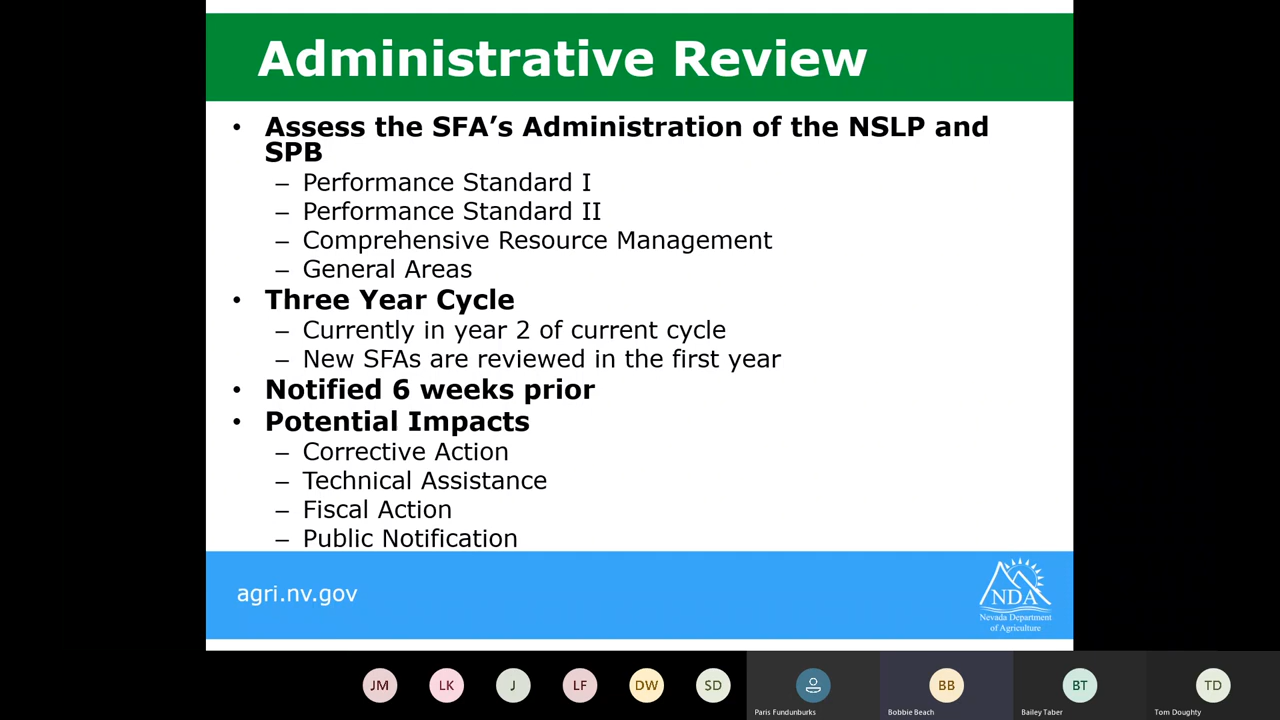 Administrative Review
• Assess the SFA’s Administration of the NSLP and
SPB
– Performance Standard I
– Performance Standard II
– Comprehensive Resource Management
– General Areas
• Three Year Cycle
– Currently in year 2 of current cycle
– New SFAs are reviewed in the first year
• Notified 6 weeks prior
• Potential Impacts
– Corrective Action
– Technical Assistance
– Fiscal Action
– Public Notification
agri.nv.gov
NDA
Nevada Department
of Agriculture
JM LK J LF DW SD BB BT TD
Paris Fundunburks Bobbie Beach Bailey Taber Tom Doughty